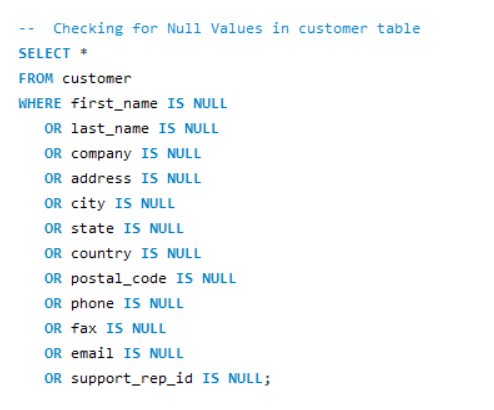 --  Checking for Null Values in customer table
SELECT *
FROM customer
WHERE first_name IS NULL
   OR last_name IS NULL
   OR company IS NULL
   OR address IS NULL
   OR city IS NULL
   OR state IS NULL
   OR country IS NULL
   OR postal_code IS NULL
   OR phone IS NULL
   OR fax IS NULL
   OR email IS NULL
   OR support_rep_id IS NULL;